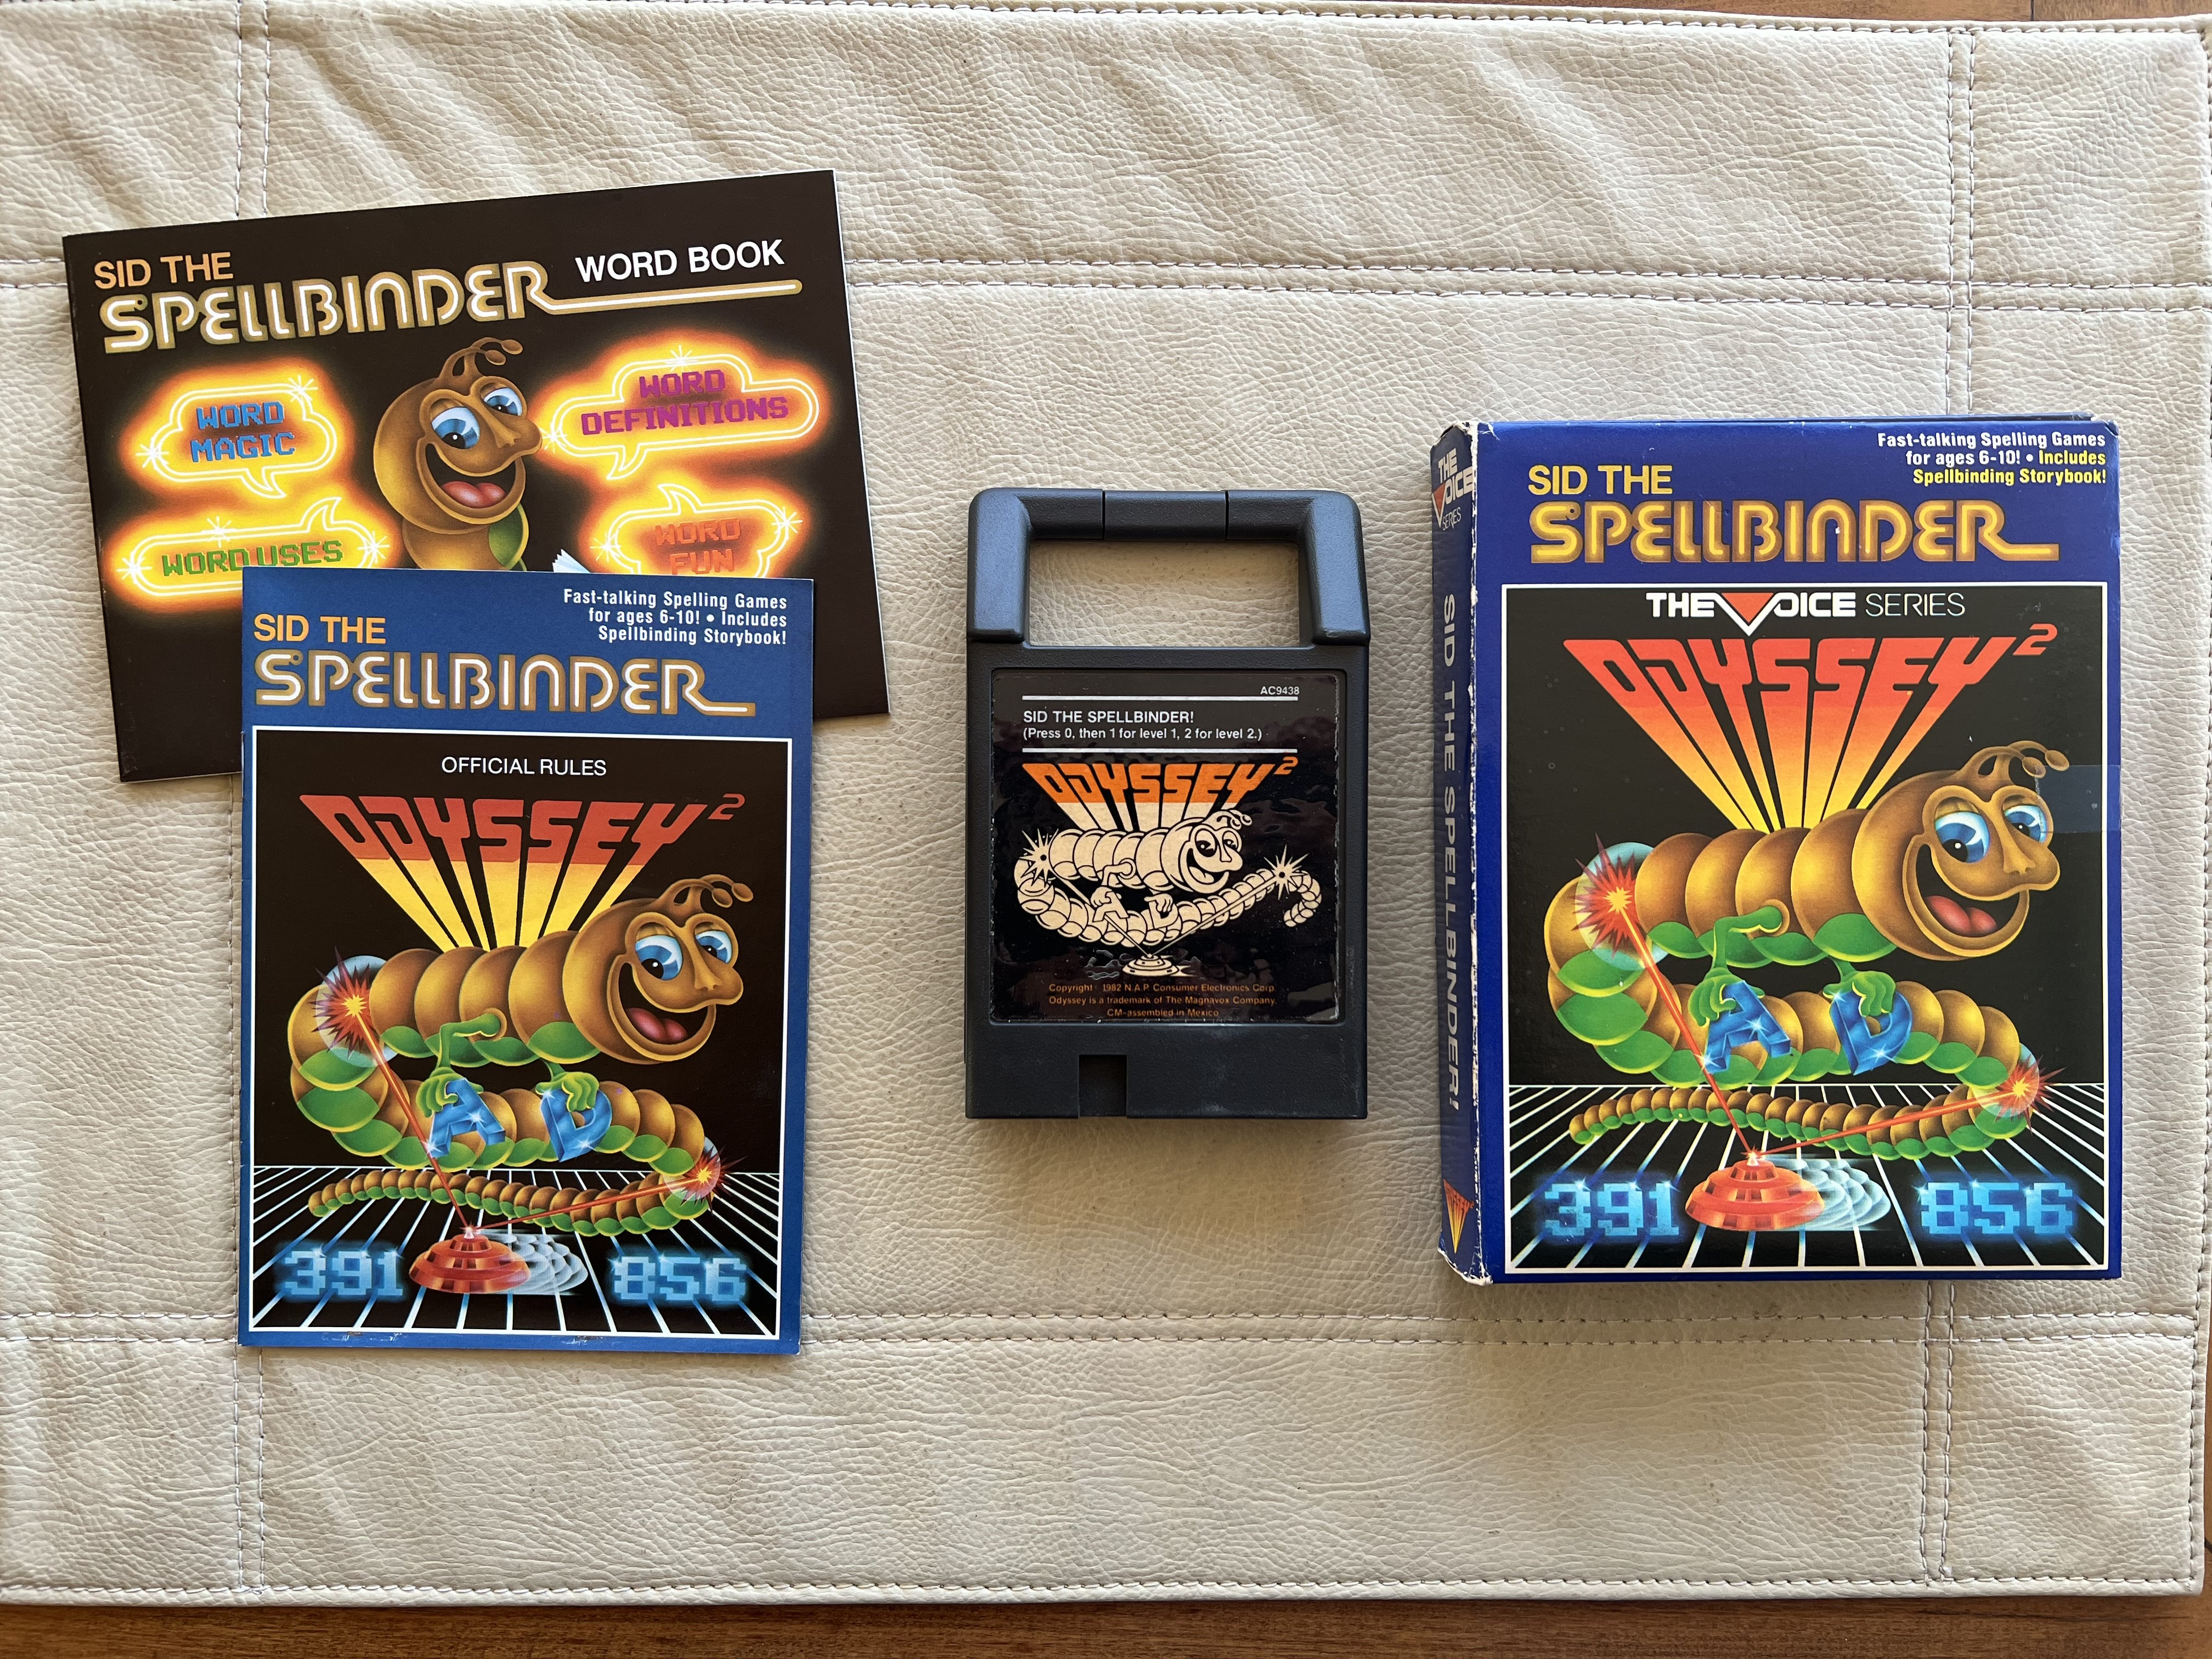 SID THE
SPELLBINDER WORD BOOK
WORD
MAGIC
WORD
DEFINITIONS
WORD USES
WORD
FUN
Fast-talking Spelling Games
for ages 6-10! • Includes
Spellbinding Storybook!
SID THE
SPELLBINDER
OFFICIAL RULES
ODYSSEY²
A D
391 856
AC9438
SID THE SPELLBINDER!
(Press 0, then 1 for level 1, 2 for level 2.)
ODYSSEY²
A D
Copyright 1982 N.A.P. Consumer Electronics Corp.
Odyssey is a trademark of The Magnavox Company.
CM-assembled in Mexico
THE
VOICE
SERIES
SID THE SPELLBINDER!
ODYSSEY²
Fast-talking Spelling Games
for ages 6-10! • Includes
Spellbinding Storybook!
SID THE
SPELLBINDER
THE VOICE SERIES
ODYSSEY²
A D
391 856